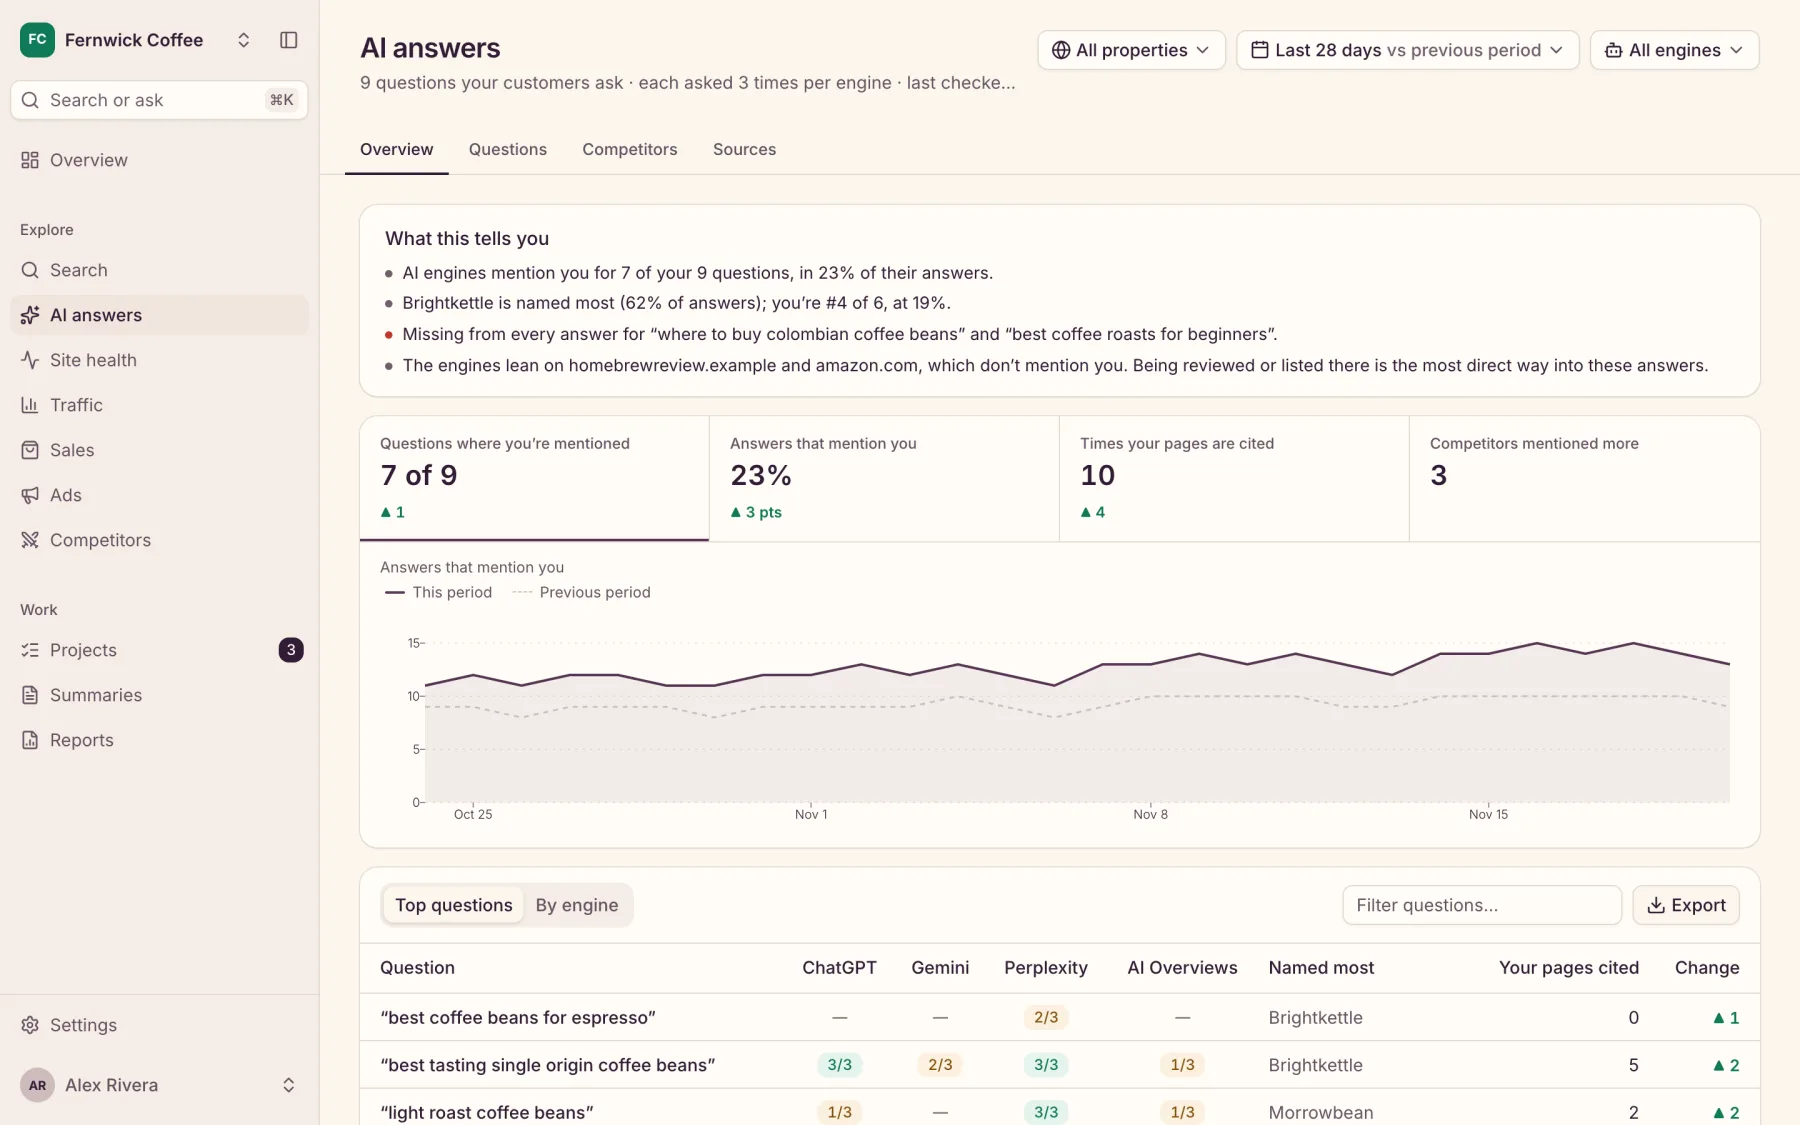 FC Fernwick Coffee
Search or ask ⌘K
Overview
Explore
Search
AI answers
Site health
Traffic
Sales
Ads
Competitors
Work
Projects 3
Summaries
Reports
Settings
AR Alex Rivera
AI answers
9 questions your customers ask · each asked 3 times per engine · last checke...
All properties
Last 28 days vs previous period
All engines
Overview Questions Competitors Sources
What this tells you
AI engines mention you for 7 of your 9 questions, in 23% of their answers.
Brightkettle is named most (62% of answers); you’re #4 of 6, at 19%.
Missing from every answer for “where to buy colombian coffee beans” and “best coffee roasts for beginners”.
The engines lean on homebrewreview.example and amazon.com, which don’t mention you. Being reviewed or listed there is the most direct way into these answers.
Questions where you’re mentioned
7 of 9
▲ 1
Answers that mention you
23%
▲ 3 pts
Times your pages are cited
10
▲ 4
Competitors mentioned more
3
Answers that mention you
This period Previous period
15
10
5
0
Oct 25 Nov 1 Nov 8 Nov 15
Top questions By engine
Filter questions...
Export
Question ChatGPT Gemini Perplexity AI Overviews Named most Your pages cited Change
“best coffee beans for espresso” — — 2/3 — Brightkettle 0 ▲ 1
“best tasting single origin coffee beans” 3/3 2/3 3/3 1/3 Brightkettle 5 ▲ 2
“light roast coffee beans” 1/3 — 3/3 1/3 Morrowbean 2 ▲ 2